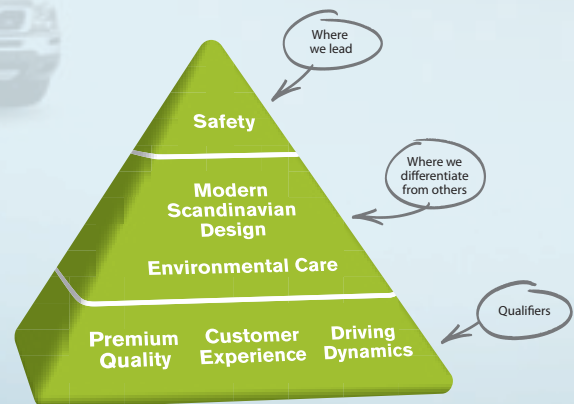 Where
we lead
Safety
Where we
differentiate
from others
Modern
Scandinavian
Design
Environmental Care
Qualifiers
Premium
Quality
Customer
Experience
Driving
Dynamics